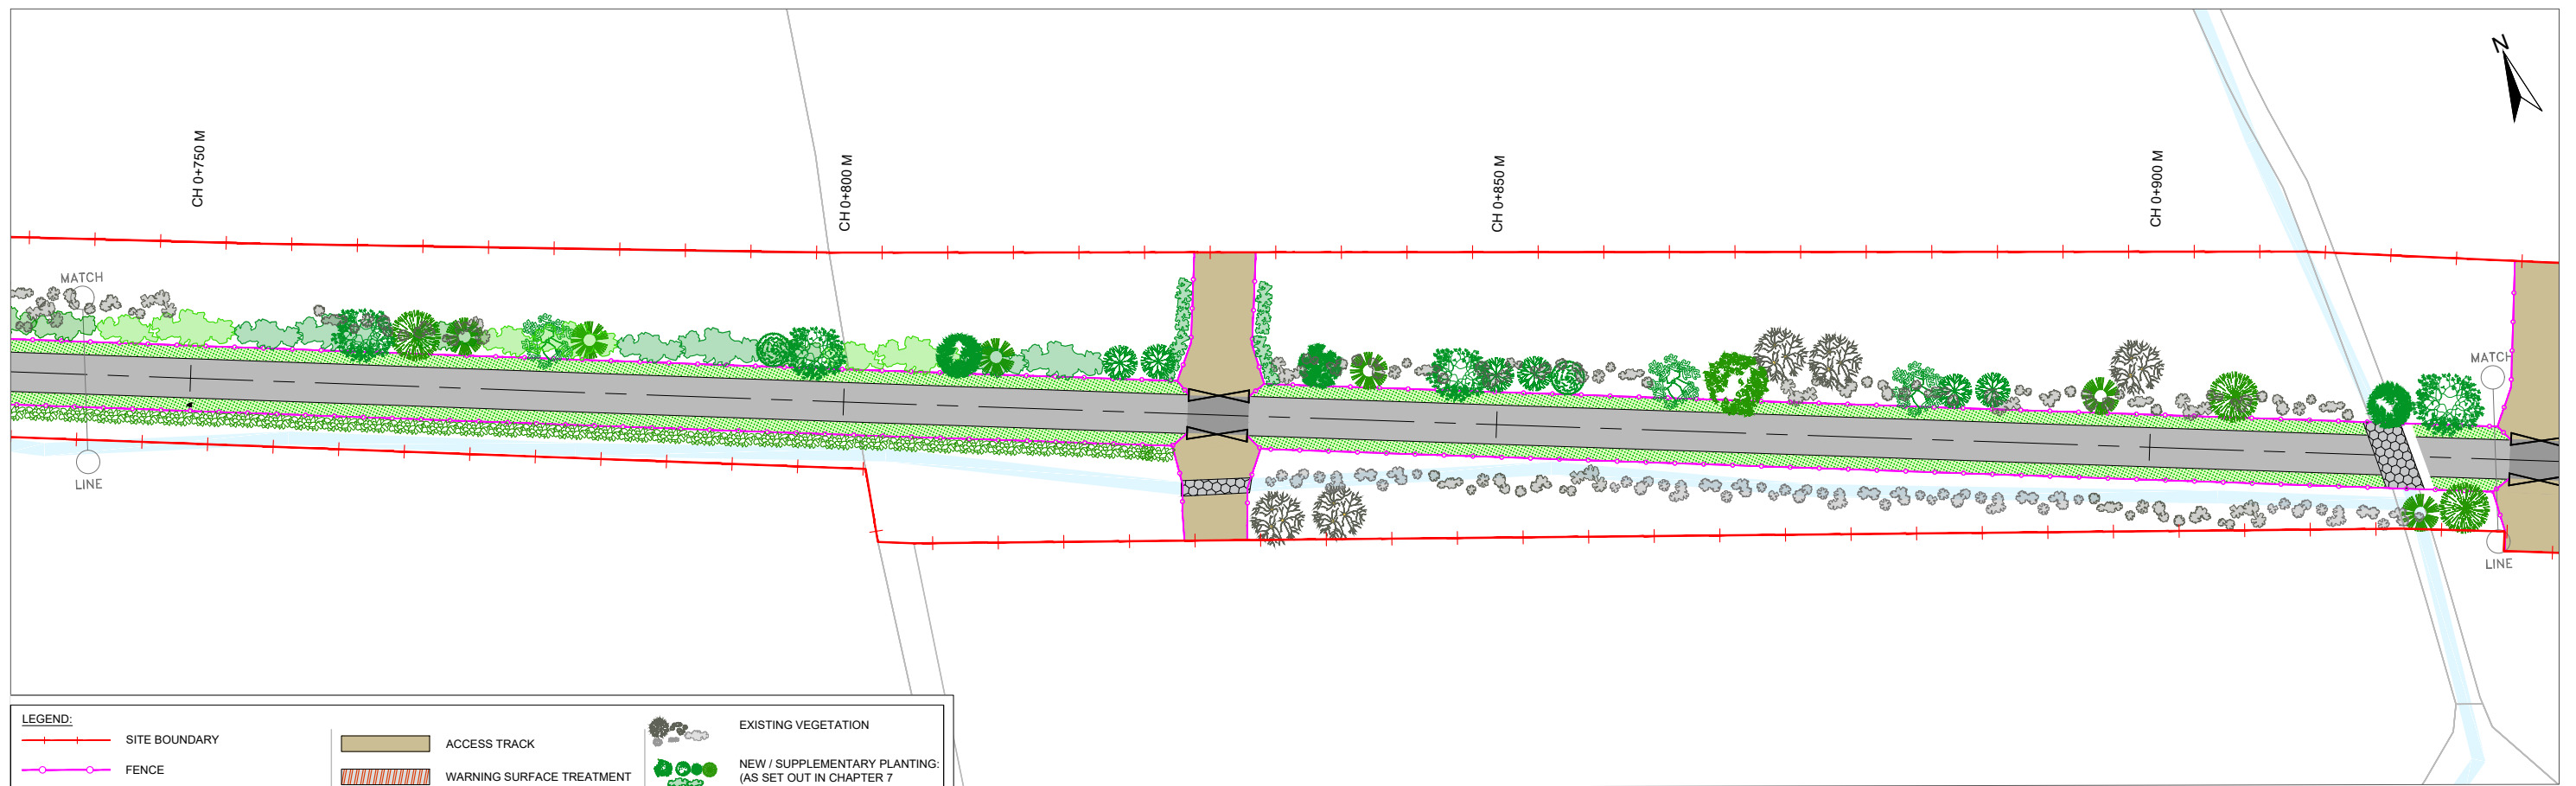 N
CH 0+750 M
CH 0+800 M
CH 0+850 M
CH 0+900 M
MATCH
LINE
MATCH
LINE
LEGEND:
SITE BOUNDARY
FENCE
ACCESS TRACK
WARNING SURFACE TREATMENT
EXISTING VEGETATION
NEW / SUPPLEMENTARY PLANTING:
(AS SET OUT IN CHAPTER 7